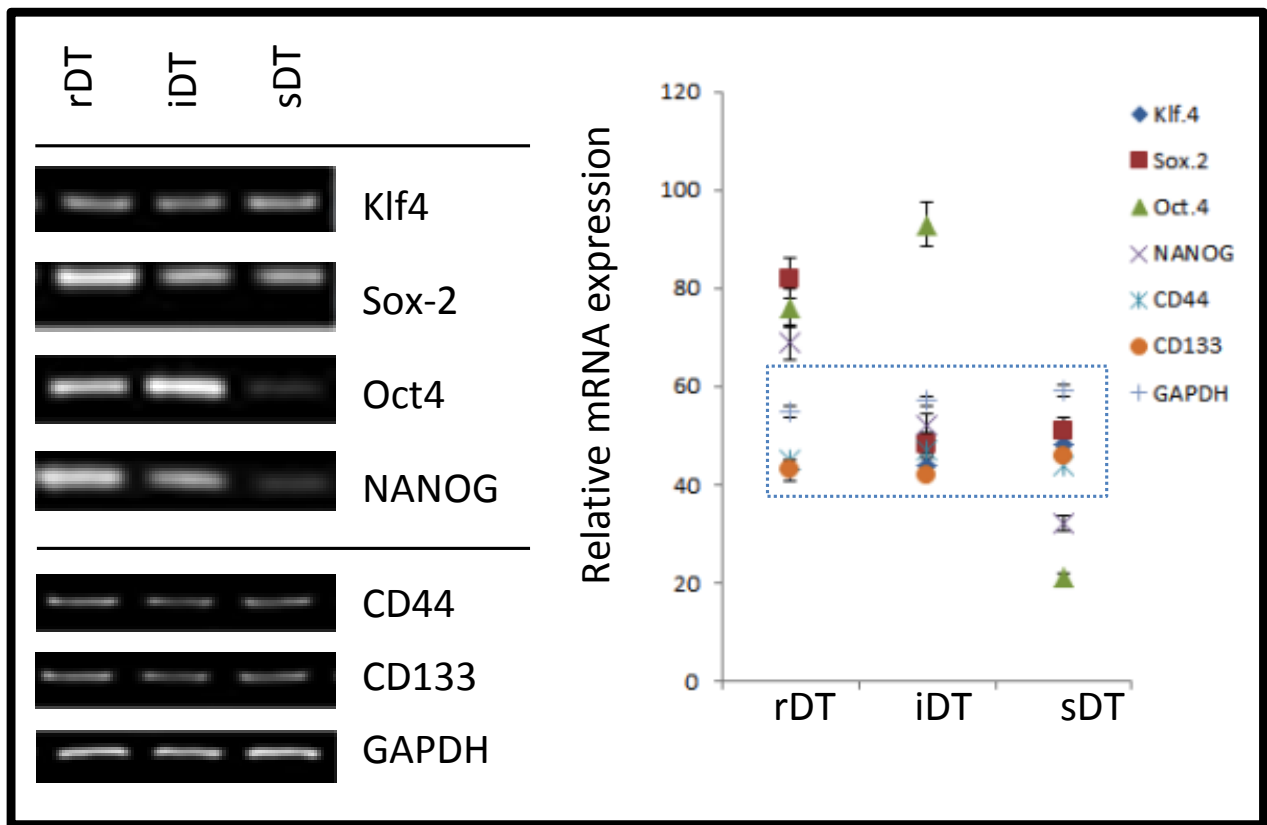 rDT iDT sDT
Klf4
Sox-2
Oct4
NANOG
CD44
CD133
GAPDH
Relative mRNA expression
120
100
80
60
40
20
0
rDT iDT sDT
Klf.4
Sox.2
Oct.4
NANOG
CD44
CD133
GAPDH